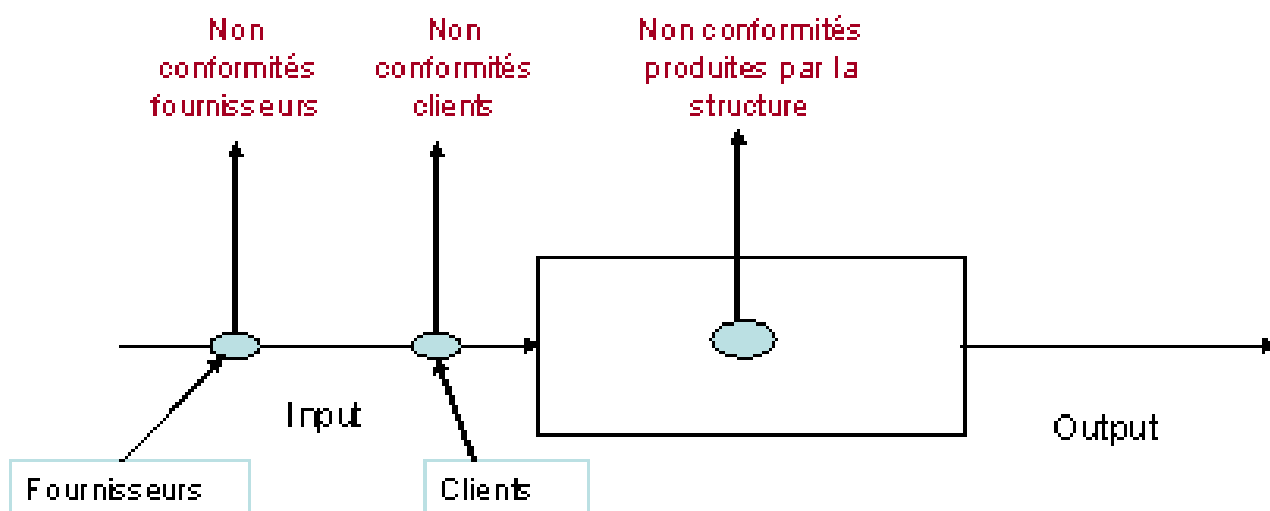 Non
conformités
fournisseurs
Non
conformités
clients
Non conformités
produites par la
structure
Input
Output
Fournisseurs
Clients